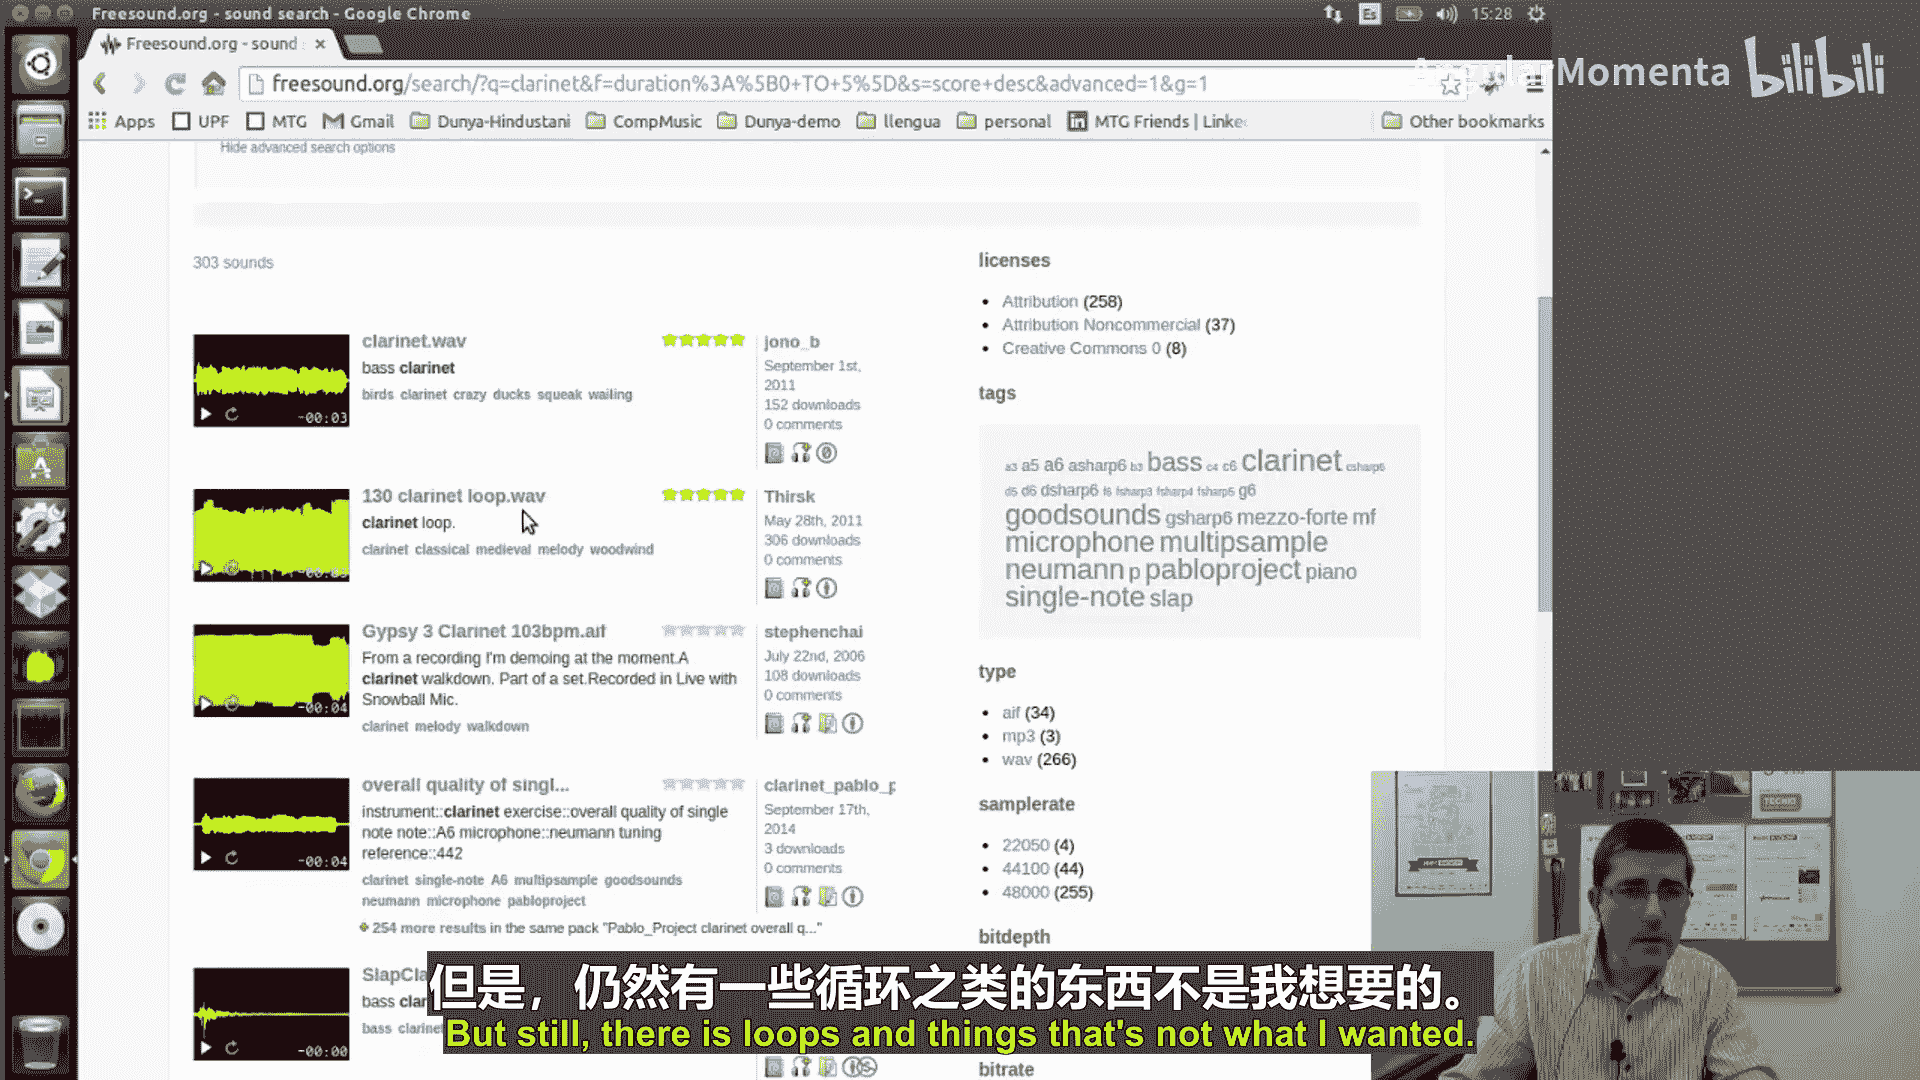 Freesound.org - sound search - Google Chrome
Es
15:28
Freesound.org - sound
freesound.org/search/?q=clarinet&f=duration%3A%5B0+TO+5%5D&s=score+desc&advanced=1&g=1
AngularMomenta bilibili
Apps UPF MTG Gmail Dunya-Hindustani CompMusic Dunya-demo llengua personal MTG Friends | Linke
Other bookmarks
Hide advanced search options
303 sounds
clarinet.wav
bass clarinet
birds clarinet crazy ducks squeak wailing
-00:03
jono_b
September 1st,
2011
152 downloads
0 comments
130 clarinet loop.wav
clarinet loop.
clarinet classical medieval melody woodwind
Thirsk
May 28th, 2011
306 downloads
0 comments
Gypsy 3 Clarinet 103bpm.aif
From a recording I'm demoing at the moment.A
clarinet walkdown. Part of a set.Recorded in Live with
Snowball Mic.
clarinet melody walkdown
-00:04
stephenchai
July 22nd, 2006
108 downloads
0 comments
overall quality of singl...
instrument::clarinet exercise::overall quality of single
note note::A6 microphone::neumann tuning
reference::442
clarinet single-note A6 multipsample goodsounds
neumann microphone pabloproject
-00:04
254 more results in the same pack "Pablo_Project clarinet overall q..."
clarinet_pablo_p
September 17th,
2014
3 downloads
0 comments
SlapCla
bass clar
bass clarinet
-00:00
licenses
Attribution (258)
Attribution Noncommercial (37)
Creative Commons 0 (8)
tags
a3 a5 a6 asharp6 b3 bass c4 c6 clarinet csharp6
d5 d6 dsharp6 f6 fsharp3 fsharp4 fsharp5 g6
goodsounds gsharp6 mezzo-forte mf
microphone multipsample
neumann p pabloproject piano
single-note slap
type
aif (34)
mp3 (3)
wav (266)
samplerate
22050 (4)
44100 (44)
48000 (255)
bitdepth
bitrate
但是，仍然有一些循环之类的东西不是我想要的。
But still, there is loops and things that's not what I wanted.